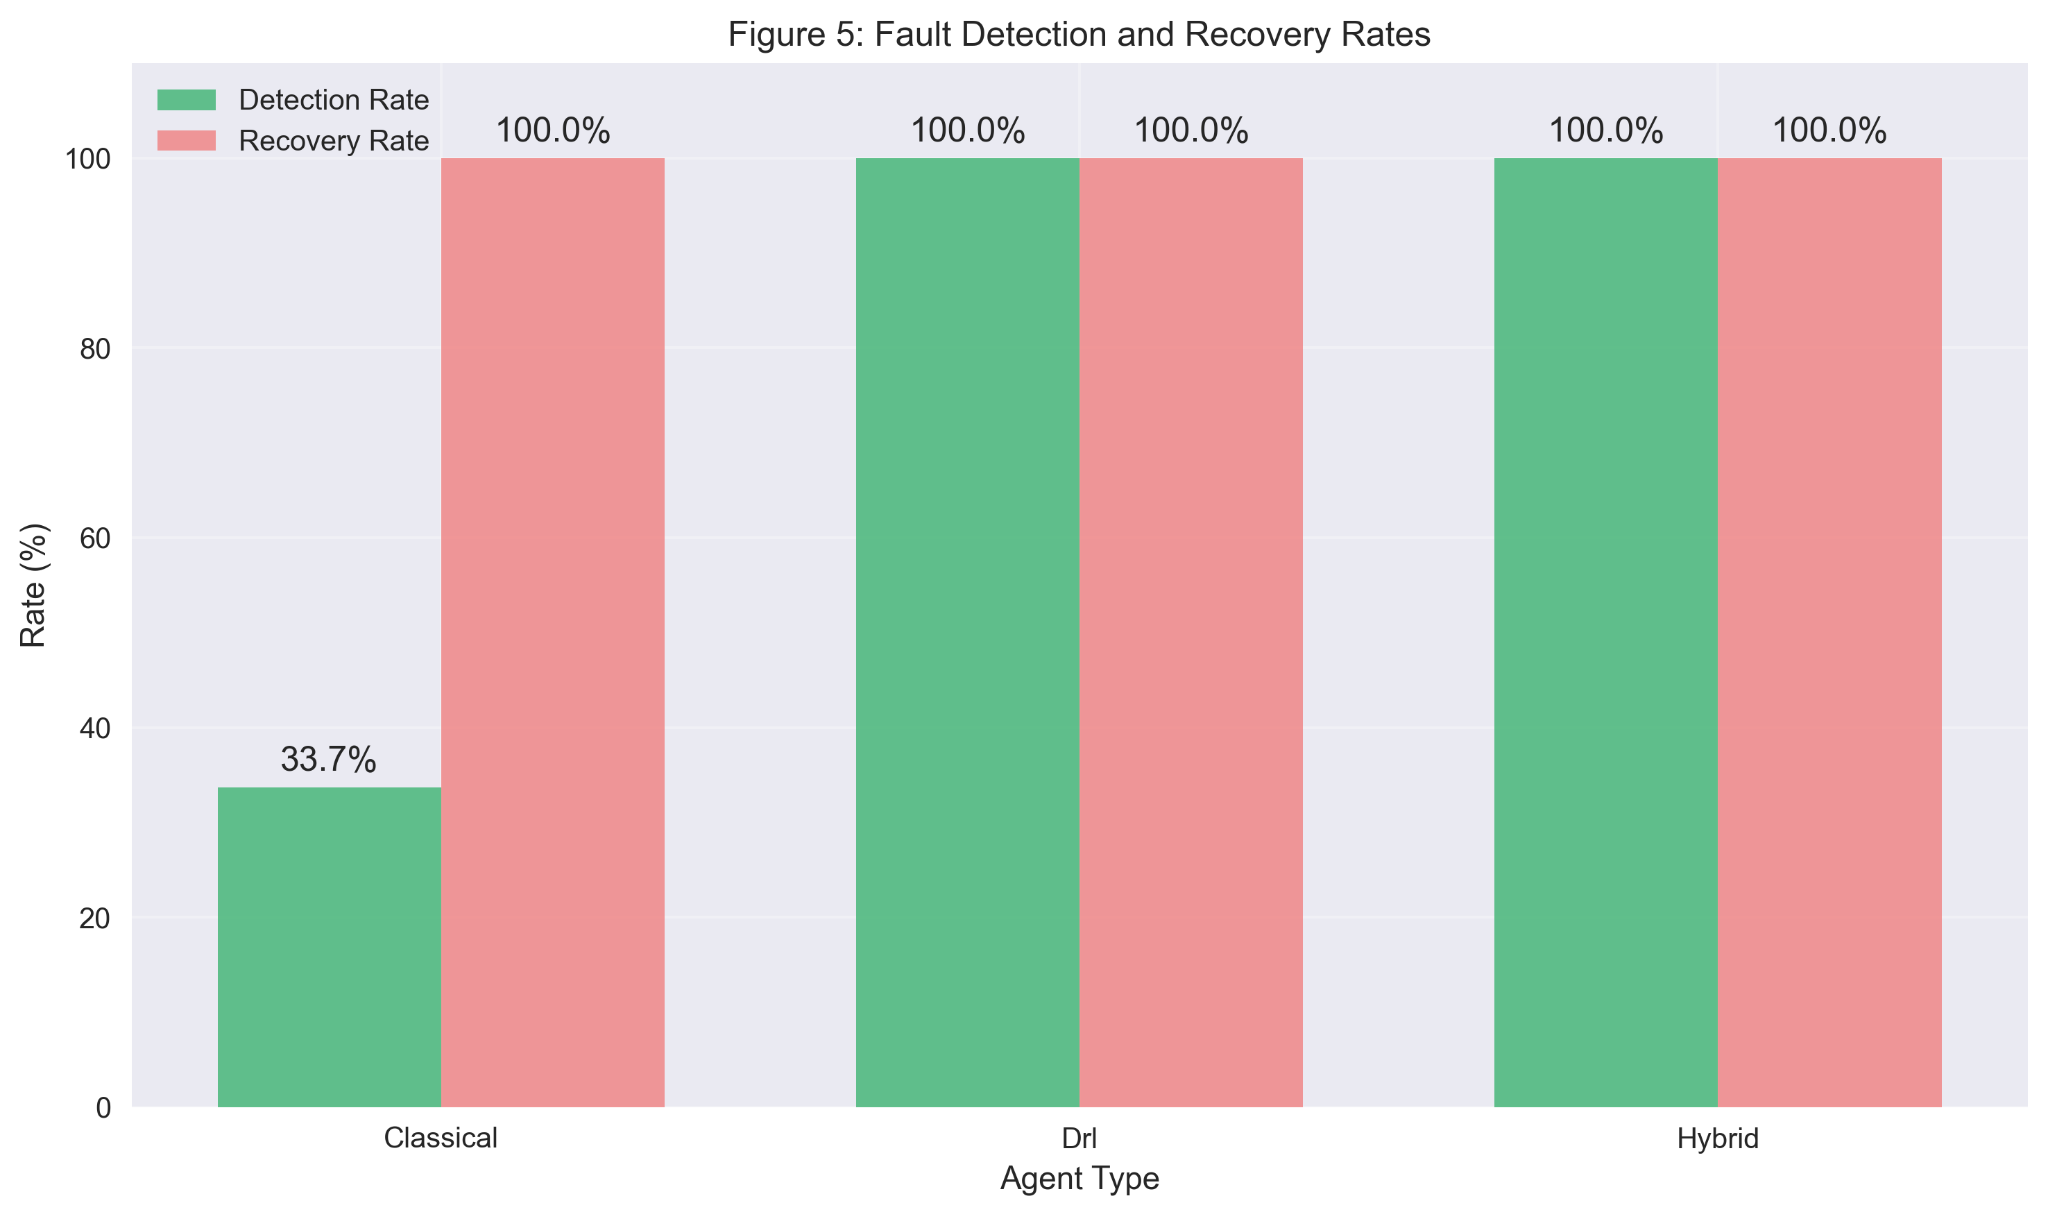 Figure 5: Fault Detection and Recovery Rates
Detection Rate
Recovery Rate
100.0%
100.0%
100.0%
100.0%
100.0%
33.7%
Rate (%)
100
80
60
40
20
0
Classical
Drl
Hybrid
Agent Type